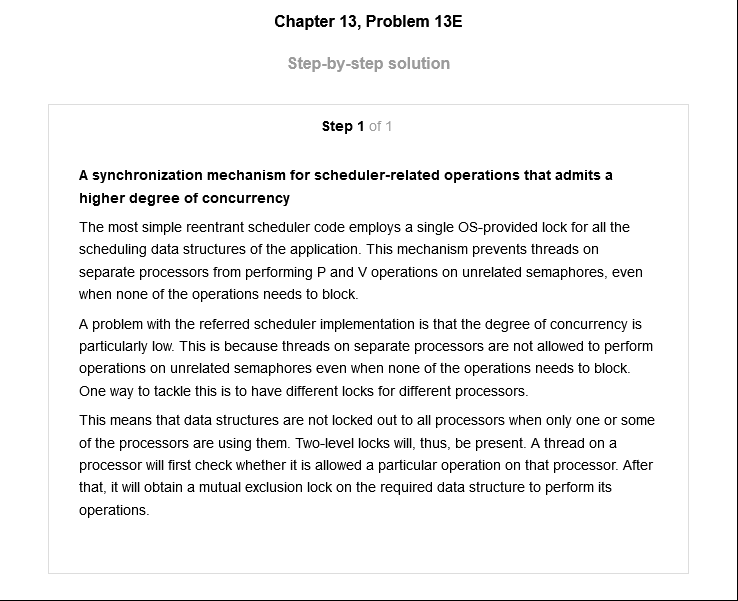 Chapter 13, Problem 13E
Step-by-step solution
Step 1 of 1
A synchronization mechanism for scheduler-related operations that admits a
higher degree of concurrency
The most simple reentrant scheduler code employs a single OS-provided lock for all the
scheduling data structures of the application. This mechanism prevents threads on
separate processors from performing P and V operations on unrelated semaphores, even
when none of the operations needs to block.
A problem with the referred scheduler implementation is that the degree of concurrency is
particularly low. This is because threads on separate processors are not allowed to perform
operations on unrelated semaphores even when none of the operations needs to block.
One way to tackle this is to have different locks for different processors.
This means that data structures are not locked out to all processors when only one or some
of the processors are using them. Two-level locks will, thus, be present. A thread on a
processor will first check whether it is allowed a particular operation on that processor. After
that, it will obtain a mutual exclusion lock on the required data structure to perform its
operations.